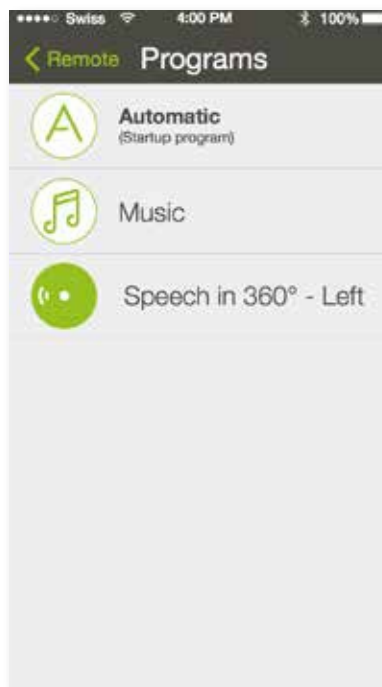 Swiss 4:00 PM 100%
Remote Programs
Automatic
(Startup program)
Music
Speech in 360° - Left